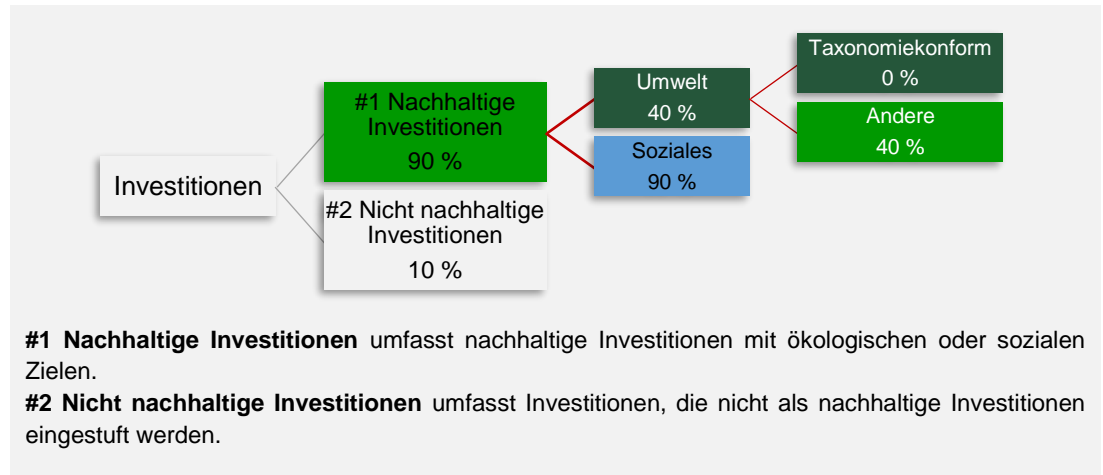 Investitionen
#1 Nachhaltige
Investitionen
90 %
#2 Nicht nachhaltige
Investitionen
10 %
Umwelt
40 %
Soziales
90 %
Taxonomiekonform
0 %
Andere
40 %
#1 Nachhaltige Investitionen umfasst nachhaltige Investitionen mit ökologischen oder sozialen
Zielen.
#2 Nicht nachhaltige Investitionen umfasst Investitionen, die nicht als nachhaltige Investitionen
eingestuft werden.